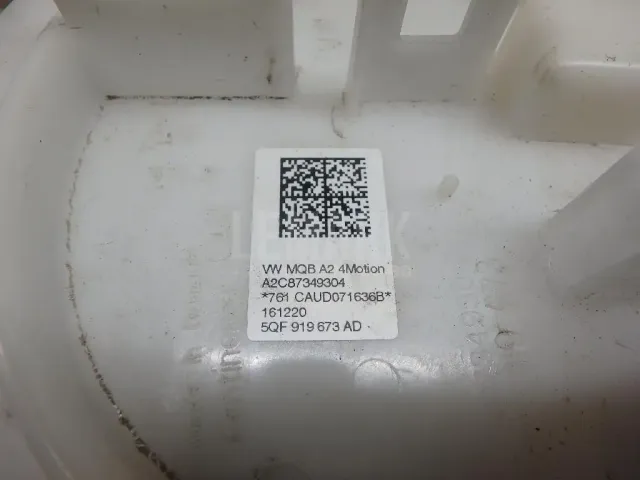 VW MQB A2 4Motion
A2C87349304
*761 CAUD071636B*
161220
5QF 919 673 AD